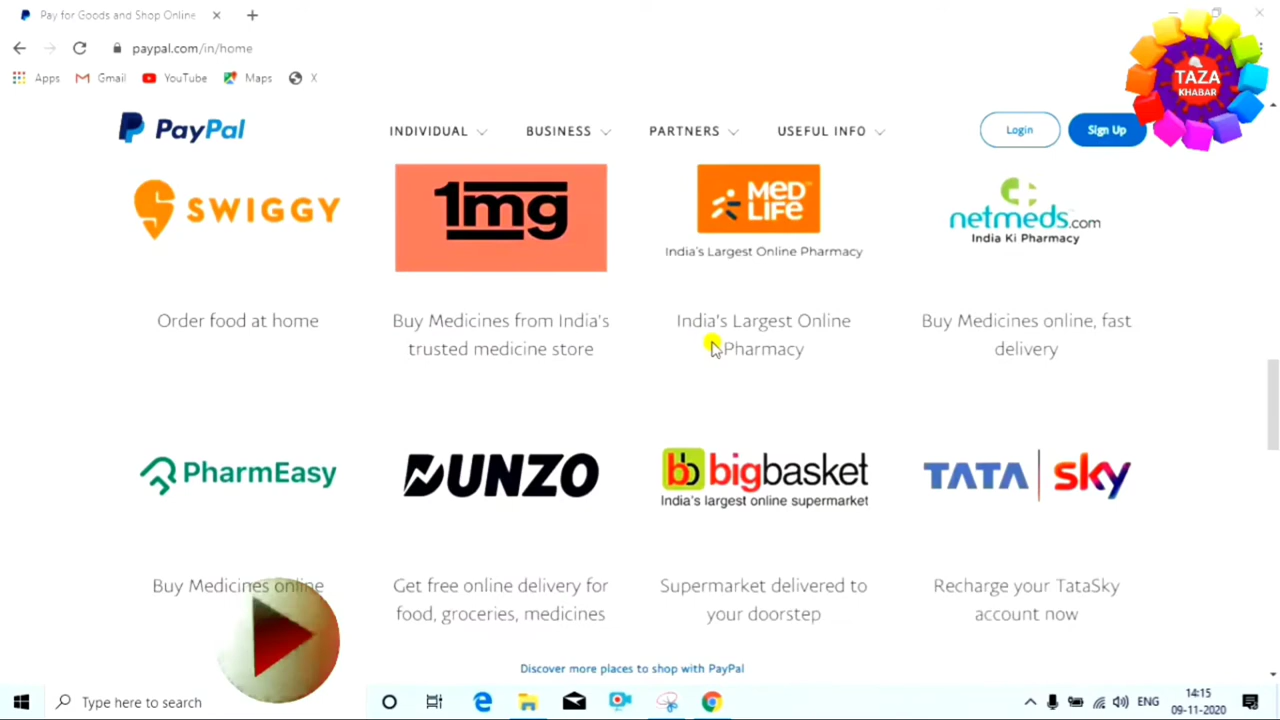 Pay for Goods and Shop Online
paypal.com/in/home
Apps Gmail YouTube Maps X
TAZA
KHABAR
PayPal INDIVIDUAL BUSINESS PARTNERS USEFUL INFO Login Sign Up
SWIGGY
1mg
MED
LIFE
India's Largest Online Pharmacy
netmeds.com
India Ki Pharmacy
Order food at home
Buy Medicines from India's
trusted medicine store
India's Largest Online
Pharmacy
Buy Medicines online, fast
delivery
PharmEasy
DUNZO
bb bigbasket
India's largest online supermarket
TATA sky
Buy Medicines online
Get free online delivery for
food, groceries, medicines
Supermarket delivered to
your doorstep
Recharge your TataSky
account now
Discover more places to shop with PayPal
Type here to search
ENG
14:15
09-11-2020